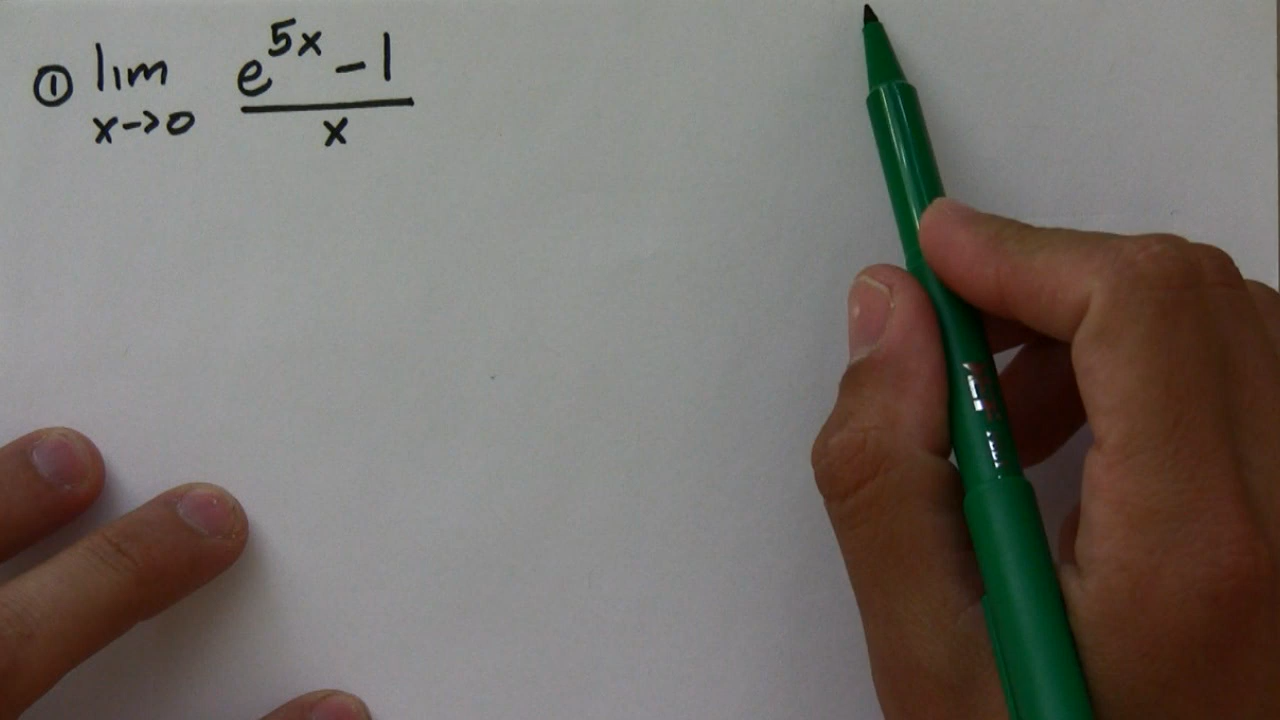 ① lim e^5x - 1
x→0 x